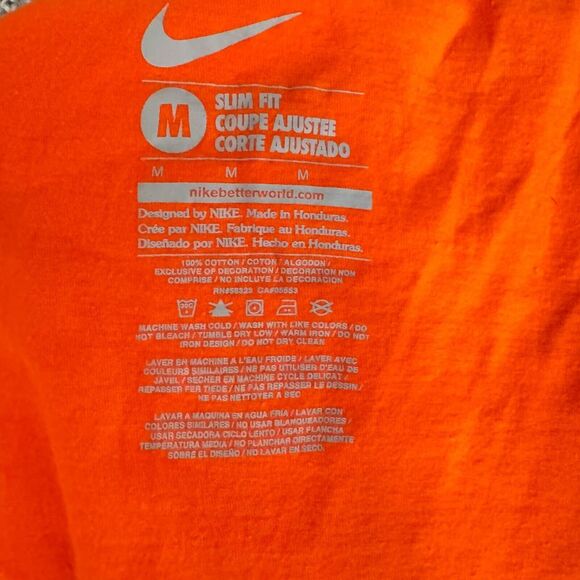 M
SLIM FIT
COUPE AJUSTEE
CORTE AJUSTADO
M M M
nikebetterworld.com
Designed by NIKE. Made in Honduras.
Crée par NIKE. Fabrique au Honduras.
Diseñado por NIKE. Hecho en Honduras.
100% COTTON / COTON / ALGODON /
EXCLUSIVE OF DECORATION / DECORATION NON
COMPRISE / NO INCLUYE LA DECORACION
RN#56323 CA#05553
30C
MACHINE WASH COLD / WASH WITH LIKE COLORS / DO
NOT BLEACH / TUMBLE DRY LOW / WARM IRON / DO NOT
IRON DESIGN / DO NOT DRY CLEAN
LAVER EN MACHINE A L'EAU FROIDE / LAVER AVEC
COULEURS SIMILAIRES / NE PAS UTILISER D'EAU DE
JAVEL / SECHER EN MACHINE CYCLE DELICAT /
REPASSER FER TIEDE / NE PAS REPASSER LE DESSIN /
NE PAS NETTOYER A SEC
LAVAR A MAQUINA EN AGUA FRIA / LAVAR CON
COLORES SIMILARES / NO USAR BLANQUEADORES /
USAR SECADORA CICLO LENTO / USAR PLANCHA
TEMPERATURA MEDIA / NO PLANCHAR DIRECTAMENTE
SOBRE EL DISEÑO / NO LAVAR EN SECO.